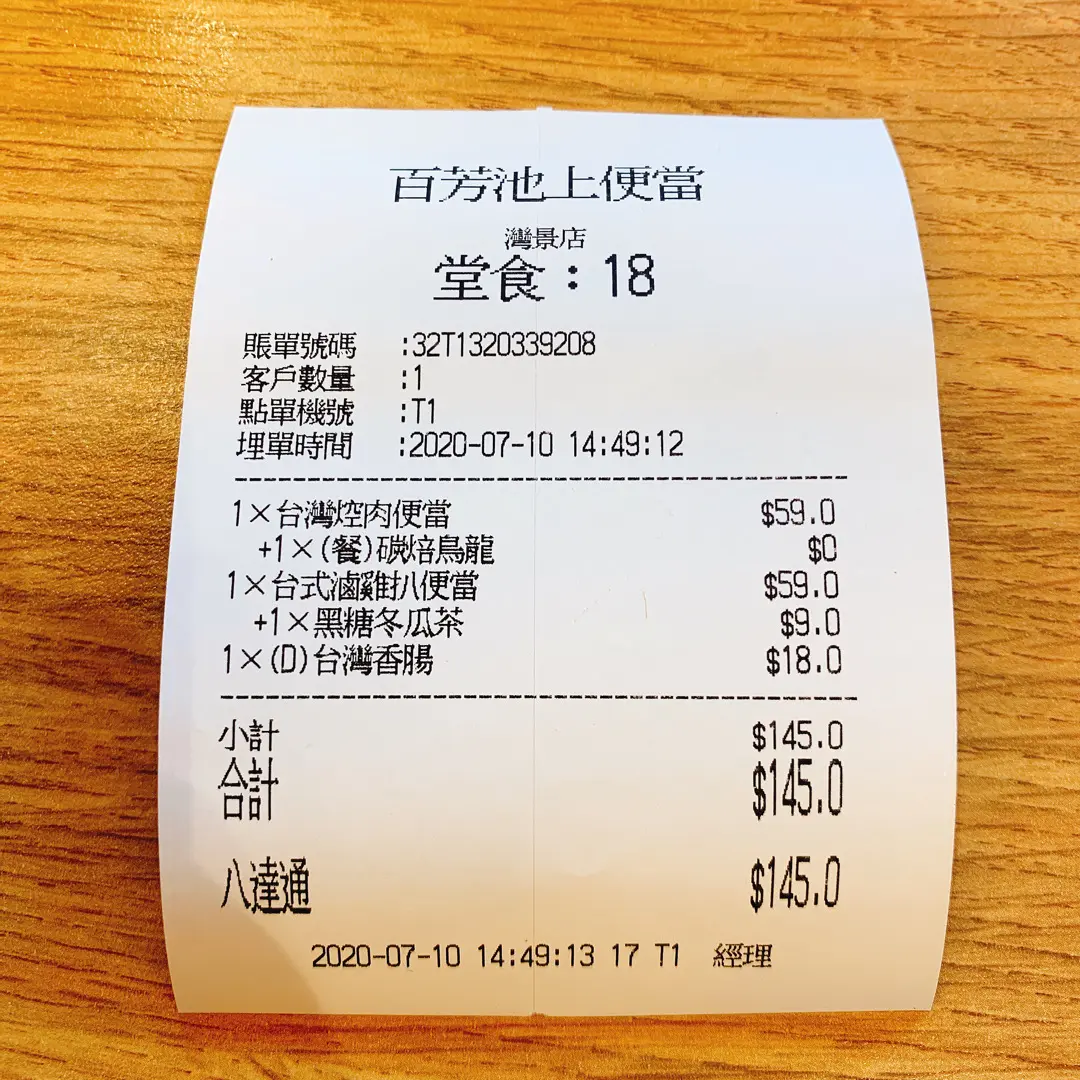 百芳池上便當
灣景店
堂食：18
賬單號碼 :32T1320339208
客戶數量 :1
點單機號 :T1
埋單時間 :2020-07-10 14:49:12
1×台灣焢肉便當 $59.0
+1×(餐)碳焙烏龍 $0
1×台式滷雞扒便當 $59.0
+1×黑糖冬瓜茶 $9.0
1×(D)台灣香腸 $18.0
小計 $145.0
合計 $145.0
八達通 $145.0
2020-07-10 14:49:13 17 T1 經理